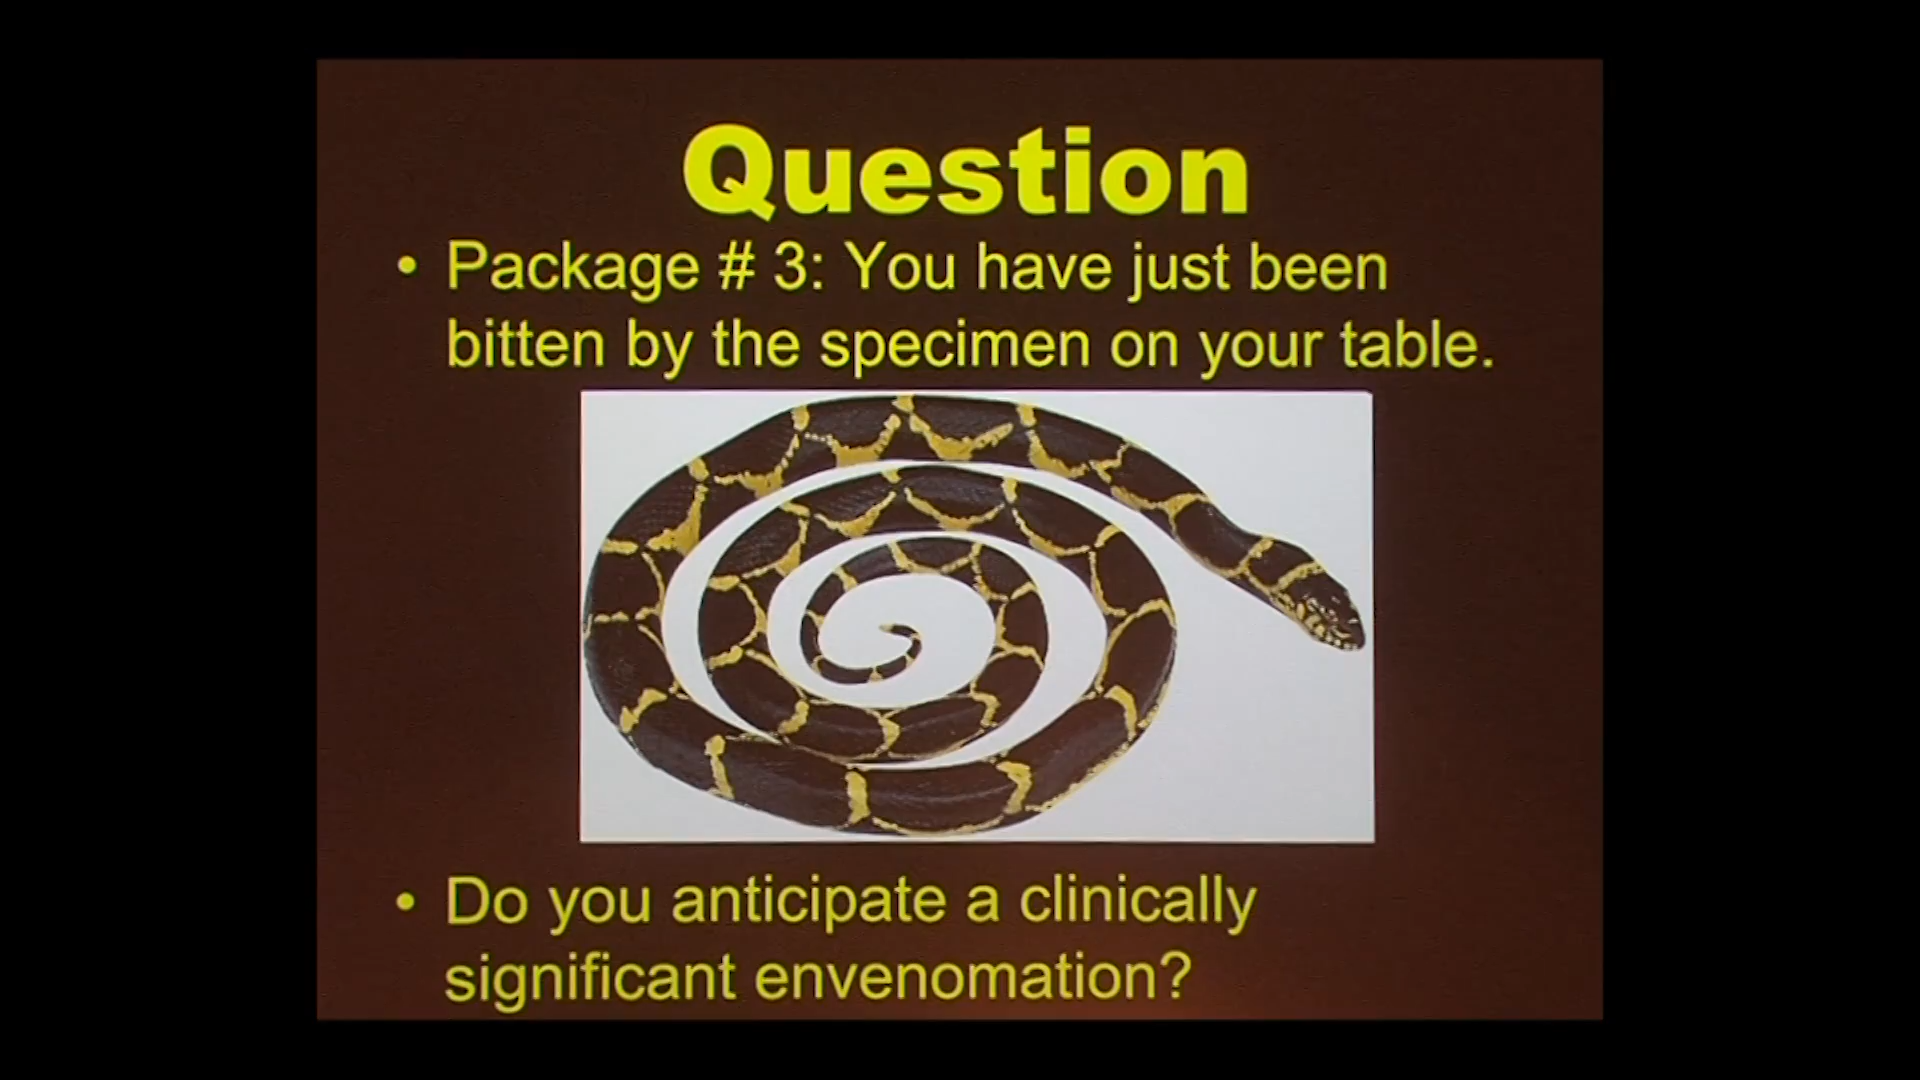 Question
• Package # 3: You have just been
bitten by the specimen on your table.
• Do you anticipate a clinically
significant envenomation?